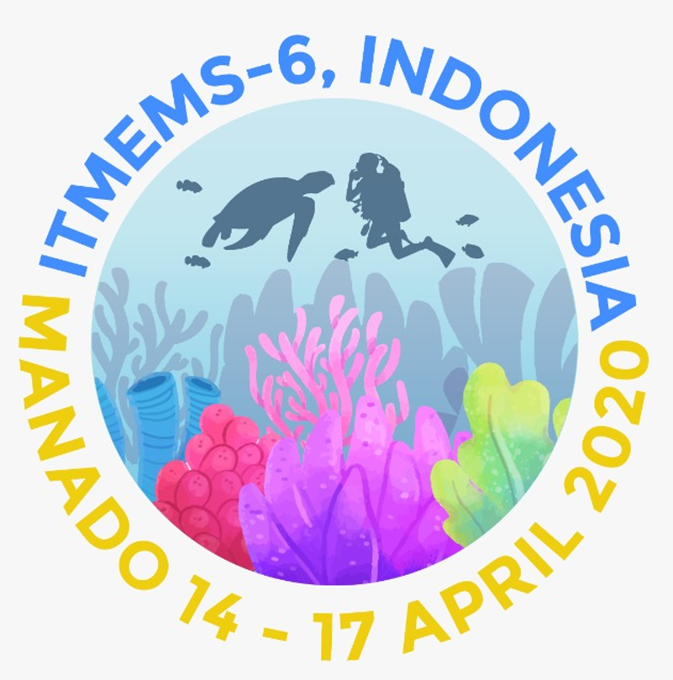 ITMEMS-6, INDONESIA
MANADO 14 - 17 APRIL 2020